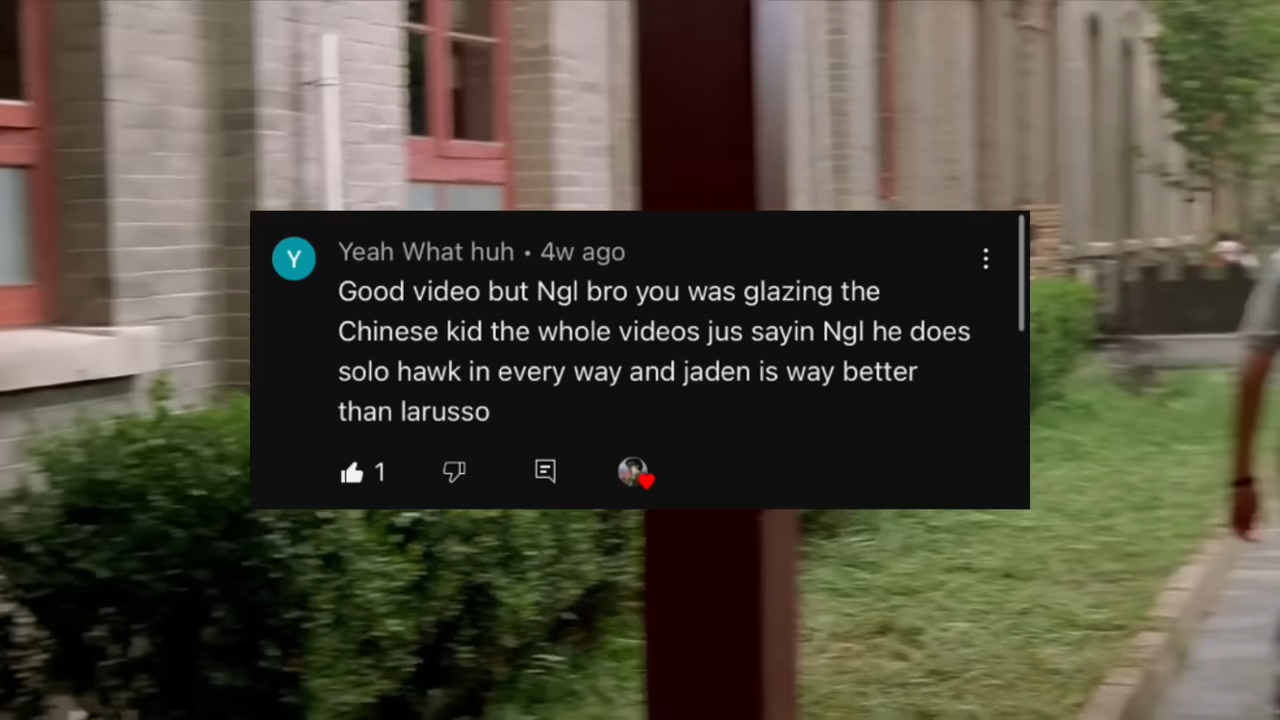 Y
Yeah What huh • 4w ago
Good video but Ngl bro you was glazing the
Chinese kid the whole videos jus sayin Ngl he does
solo hawk in every way and jaden is way better
than larusso
1